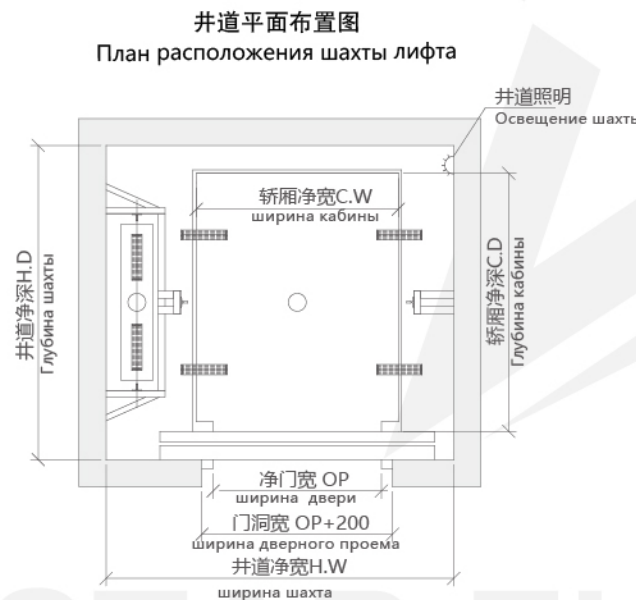 井道平面布置图
План расположения шахты лифта
井道照明
Освещение шахты
轿厢净宽C.W
ширина кабины
井道净深H.D
Глубина шахты
轿厢净深C.D
Глубина кабины
净门宽 OP
ширина двери
门洞宽 OP+200
ширина дверного проема
井道净宽H.W
ширина шахта